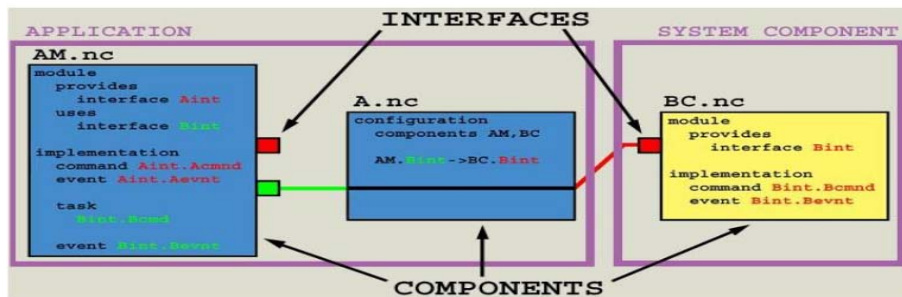 INTERFACES
APPLICATION
SYSTEM COMPONENT
AM.nc
module
provides
interface Aint
uses
interface Bint
implementation
command Aint.Acmnd
event Aint.Aevnt
task
Bint.Bcmd
event Bint.Bevnt
A.nc
configuration
components AM,BC
AM.Bint->BC.Bint
BC.nc
module
provides
interface Bint
implementation
command Bint.Bcmnd
event Bint.Bevnt
COMPONENTS